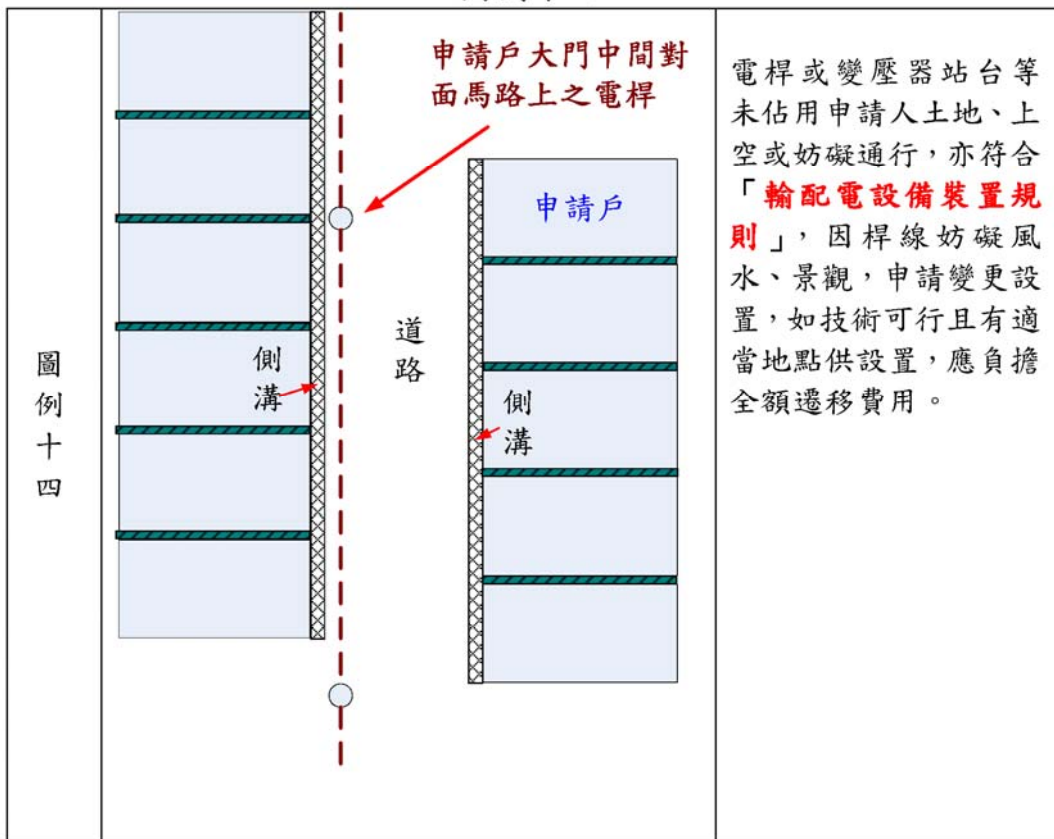 圖
例
十
四
申請戶大門中間對
面馬路上之電桿
申請戶
道
路
側
溝
側
溝
電桿或變壓器站台等
未佔用申請人土地、上
空或妨礙通行，亦符合
「輸配電設備裝置規
則」，因桿線妨礙風
水、景觀，申請變更設
置，如技術可行且有適
當地點供設置，應負擔
全額遷移費用。